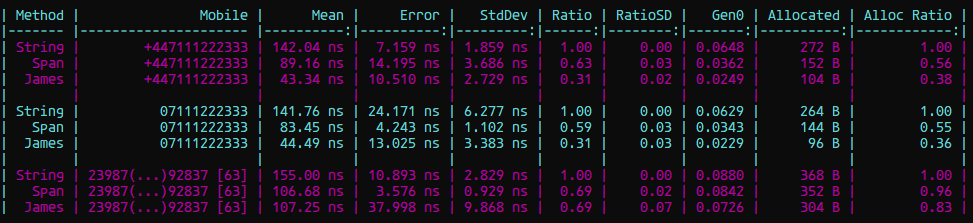 | Method | Mobile | Mean | Error | StdDev | Ratio | RatioSD | Gen0 | Allocated | Alloc Ratio |
|------- |--------------------- |----------:|----------:|---------:|------:|--------:|-------:|----------:|------------:|
| String | +447111222333 | 142.04 ns | 7.159 ns | 1.859 ns | 1.00 | 0.00 | 0.0648 | 272 B | 1.00 |
| Span | +447111222333 | 89.16 ns | 14.195 ns | 3.686 ns | 0.63 | 0.03 | 0.0362 | 152 B | 0.56 |
| James | +447111222333 | 43.34 ns | 10.510 ns | 2.729 ns | 0.31 | 0.02 | 0.0249 | 104 B | 0.38 |
| | | | | | | | | | |
| String | 07111222333 | 141.76 ns | 24.171 ns | 6.277 ns | 1.00 | 0.00 | 0.0629 | 264 B | 1.00 |
| Span | 07111222333 | 83.45 ns | 4.243 ns | 1.102 ns | 0.59 | 0.03 | 0.0343 | 144 B | 0.55 |
| James | 07111222333 | 44.49 ns | 13.025 ns | 3.383 ns | 0.31 | 0.03 | 0.0229 | 96 B | 0.36 |
| | | | | | | | | | |
| String | 23987(...)92837 [63] | 155.00 ns | 10.893 ns | 2.829 ns | 1.00 | 0.00 | 0.0880 | 368 B | 1.00 |
| Span | 23987(...)92837 [63] | 106.68 ns | 3.576 ns | 0.929 ns | 0.69 | 0.02 | 0.0842 | 352 B | 0.96 |
| James | 23987(...)92837 [63] | 107.25 ns | 37.998 ns | 9.868 ns | 0.69 | 0.07 | 0.0726 | 304 B | 0.83 |